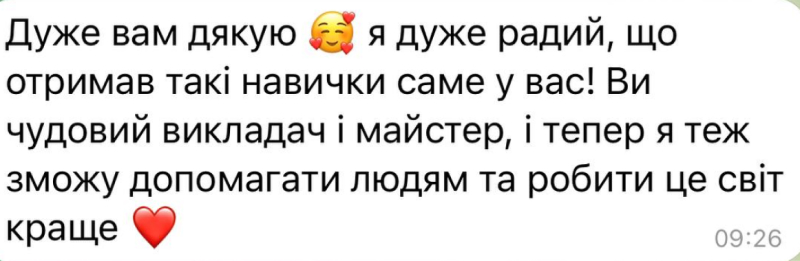 Дуже вам дякую 🥰 я дуже радий, що
отримав такі навички саме у вас! Ви
чудовий викладач і майстер, і тепер я теж
зможу допомагати людям та робити це світ
краще ❤️
09:26